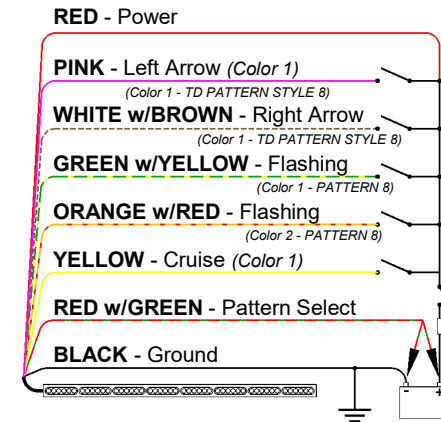 RED - Power
PINK - Left Arrow (Color 1)
(Color 1 - TD PATTERN STYLE 8)
WHITE w/BROWN - Right Arrow
(Color 1 - TD PATTERN STYLE 8)
GREEN w/YELLOW - Flashing
(Color 1 - PATTERN 8)
ORANGE w/RED - Flashing
(Color 2 - PATTERN 8)
YELLOW - Cruise (Color 1)
RED w/GREEN - Pattern Select
BLACK - Ground
- +